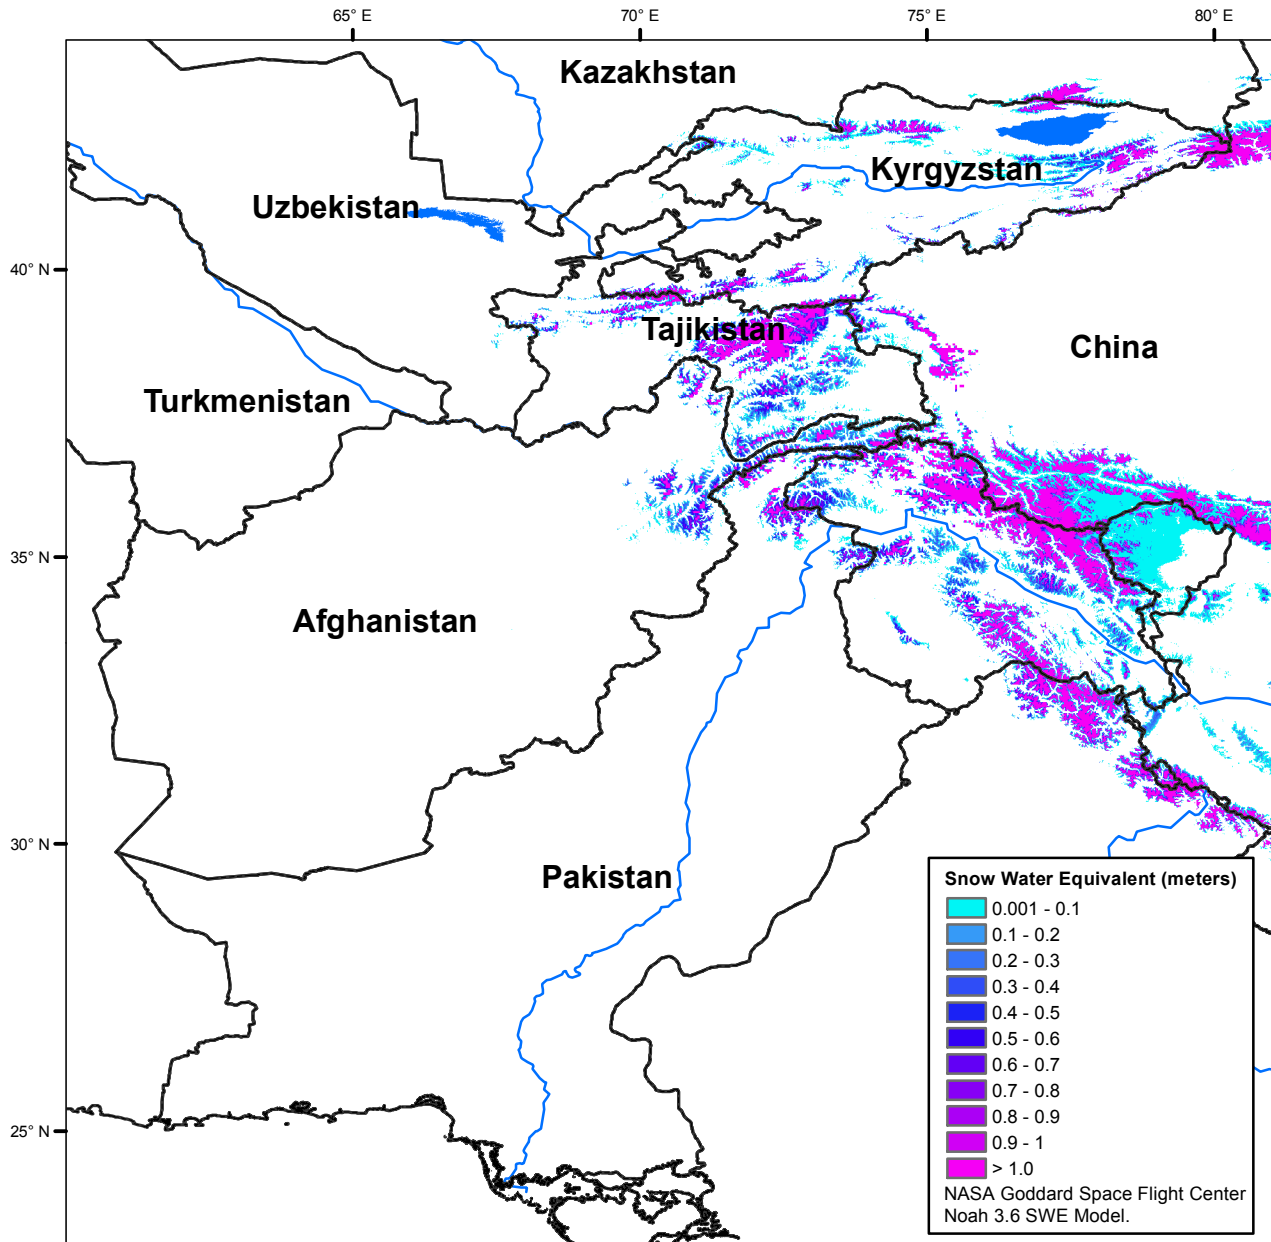 65° E
70° E
75° E
80° E
Kazakhstan
Kyrgyzstan
Uzbekistan
40° N
Tajikistan
China
Turkmenistan
35° N
Afghanistan
30° N
Pakistan
25° N
Snow Water Equivalent (meters)
0.001 - 0.1
0.1 - 0.2
0.2 - 0.3
0.3 - 0.4
0.4 - 0.5
0.5 - 0.6
0.6 - 0.7
0.7 - 0.8
0.8 - 0.9
0.9 - 1
> 1.0
NASA Goddard Space Flight Center
Noah 3.6 SWE Model.